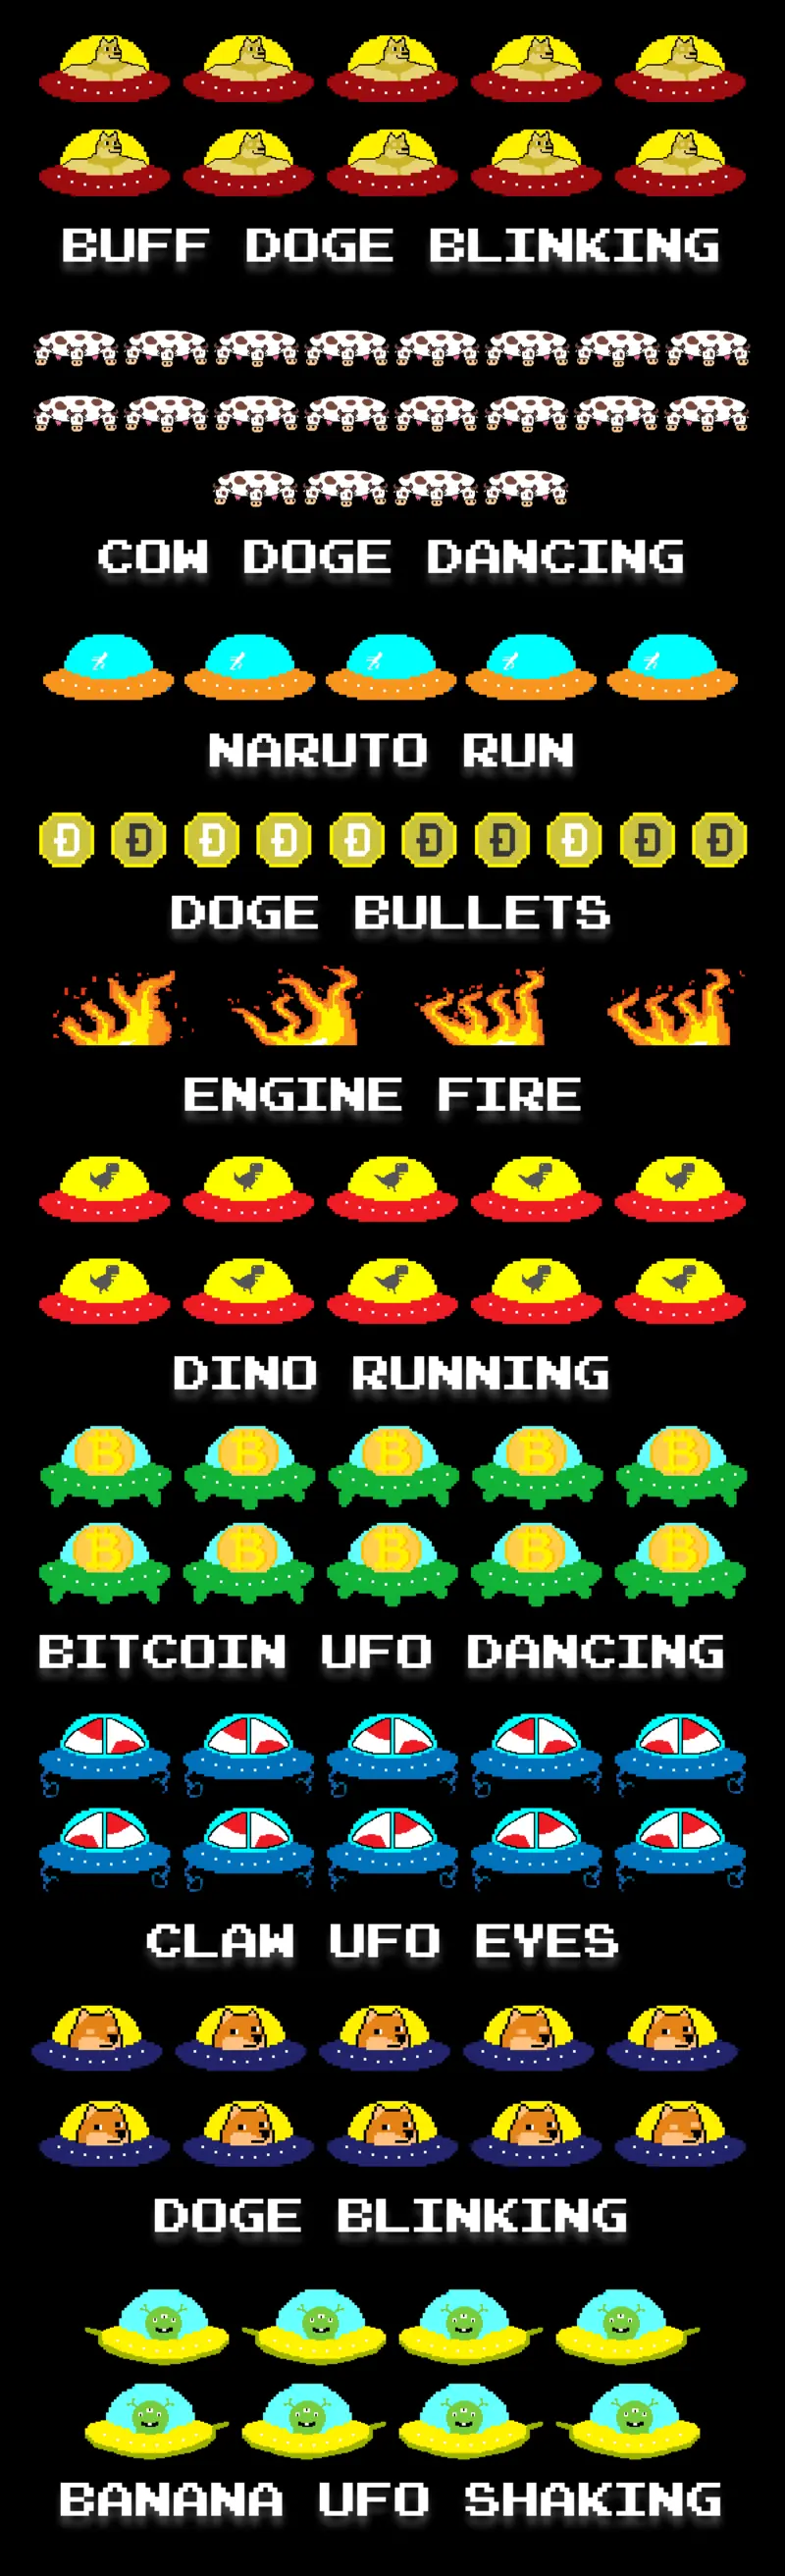 BUFF DOGE BLINKING
COW DOGE DANCING
NARUTO RUN
Ð Ð Ð Ð Ð Ð Ð Ð Ð Ð
DOGE BULLETS
ENGINE FIRE
DINO RUNNING
B B B B B
B B B B B
BITCOIN UFO DANCING
CLAW UFO EYES
DOGE BLINKING
BANANA UFO SHAKING